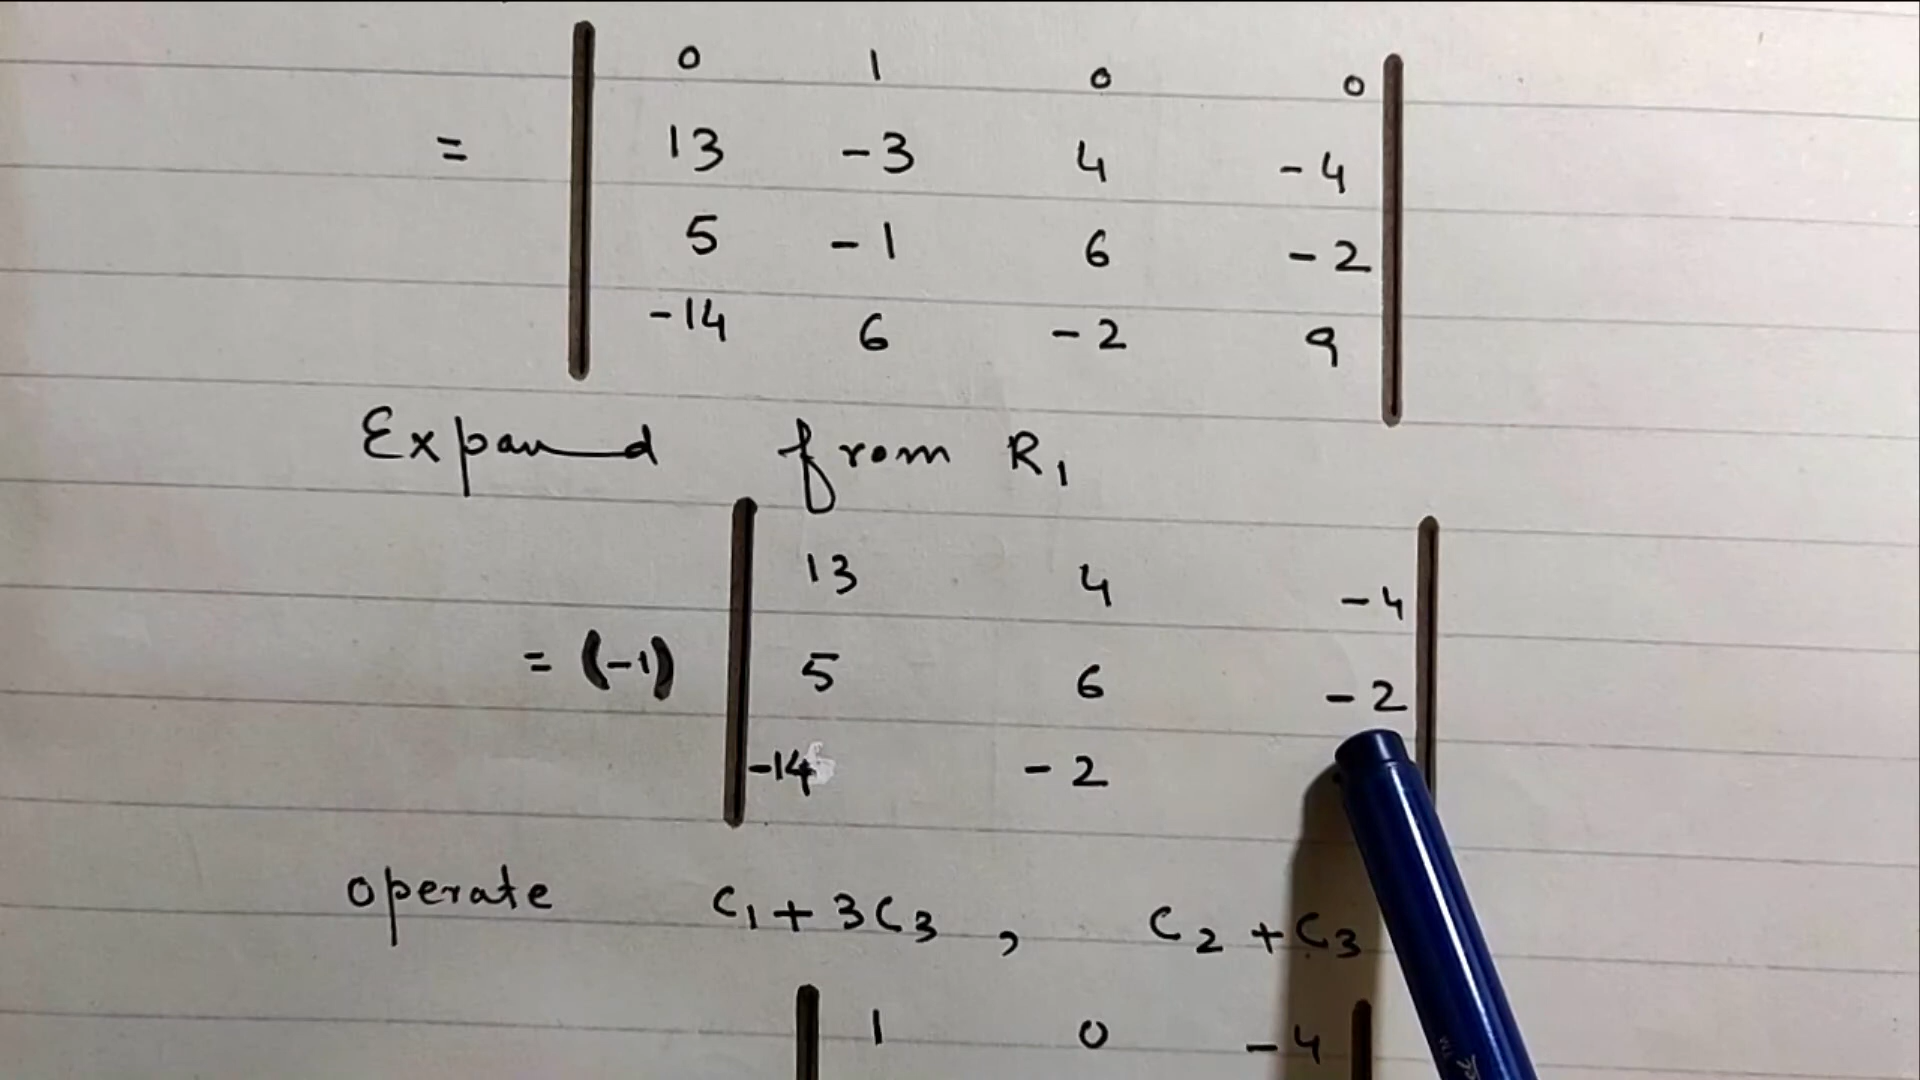 0 1 0 0
= 13 -3 4 -4
5 -1 6 -2
-14 6 -2 9
Expand from R₁
13 4 -4
= (-1) 5 6 -2
-14 -2
operate C₁+3C₃ , C₂+C₃
1 0 -4